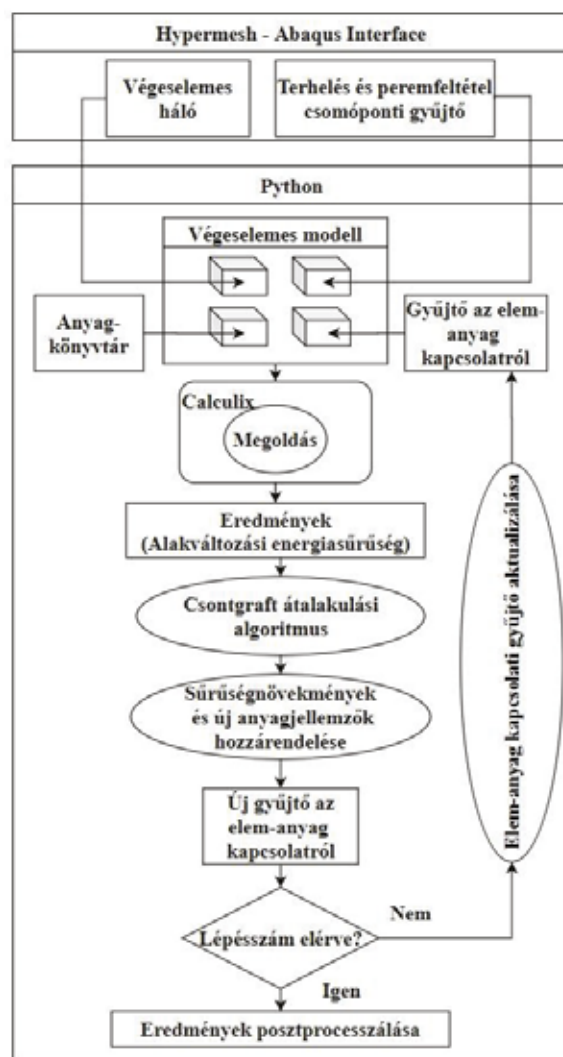 Hypermesh - Abaqus Interface
Végeselemes
háló
Terhelés és peremfeltétel
csomóponti gyűjtő
Python
Végeselemes modell
Anyag-
könyvtár
Gyűjtő az elem-
anyag
kapcsolatról
Calculix
Megoldás
Eredmények
(Alakváltozási energiasűrűség)
Csontgraft átalakulási
algoritmus
Sűrűségnövekmények
és új anyagjellemzők
hozzárendelése
Új gyűjtő az
elem-anyag
kapcsolatról
Elem-anyag kapcsolati gyűjtő aktualizálása
Lépésszám elérve?
Nem
Igen
Eredmények posztprocesszálása